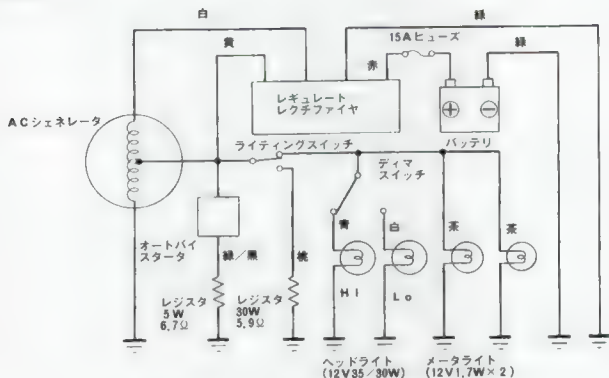 白
緑
黄
15Aヒューズ
緑
赤
レギュレート
レクチファイヤ
ACジェネレータ
⊕ ⊖
バッテリ
ライティングスイッチ
ディマ
スイッチ
青
白
茶
茶
オートバイ
スタータ
緑/黒
桃
Hi
Lo
レジスタ
5W
6,7Ω
レジスタ
30W
5,9Ω
ヘッドライト
(12V35/30W)
メータライト
(12V1,7W×2)